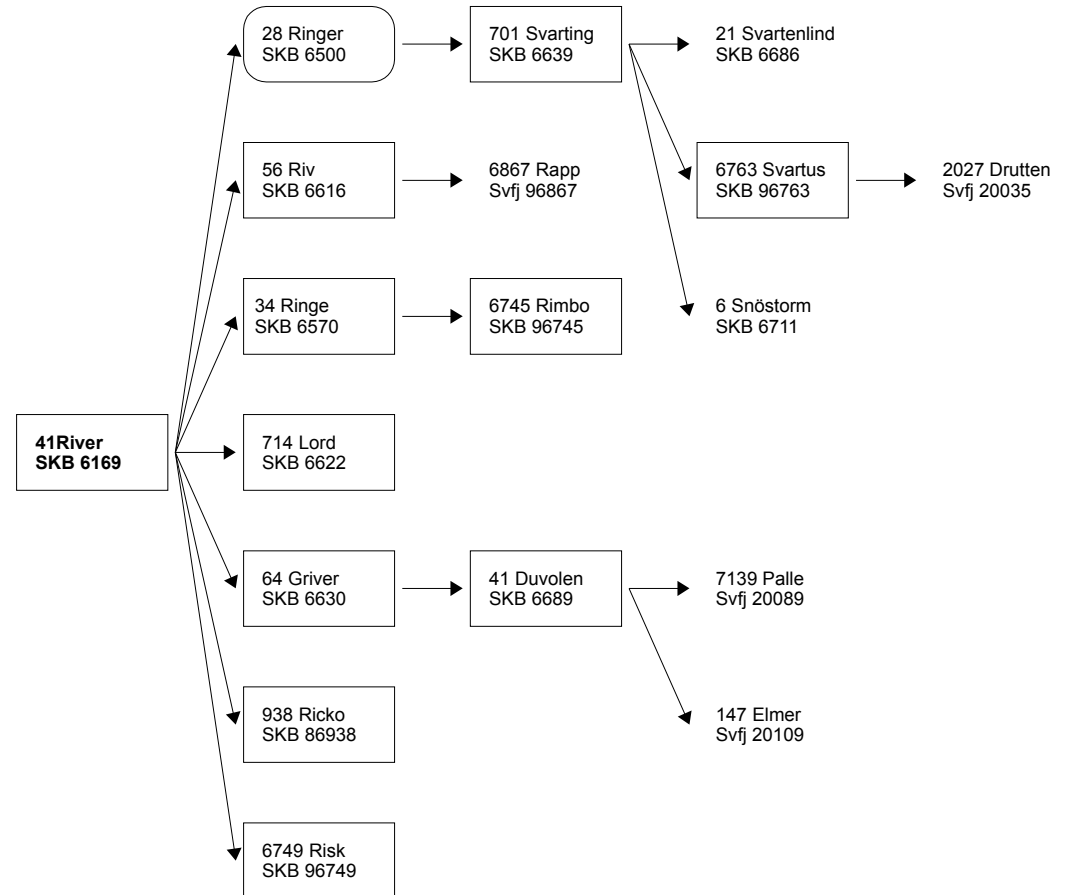 28 Ringer
SKB 6500
701 Svarting
SKB 6639
21 Svartenlind
SKB 6686
56 Riv
SKB 6616
6867 Rapp
Svfj 96867
6763 Svartus
SKB 96763
2027 Drutten
Svfj 20035
34 Ringe
SKB 6570
6745 Rimbo
SKB 96745
6 Snöstorm
SKB 6711
41River
SKB 6169
714 Lord
SKB 6622
64 Griver
SKB 6630
41 Duvolen
SKB 6689
7139 Palle
Svfj 20089
938 Ricko
SKB 86938
147 Elmer
Svfj 20109
6749 Risk
SKB 96749